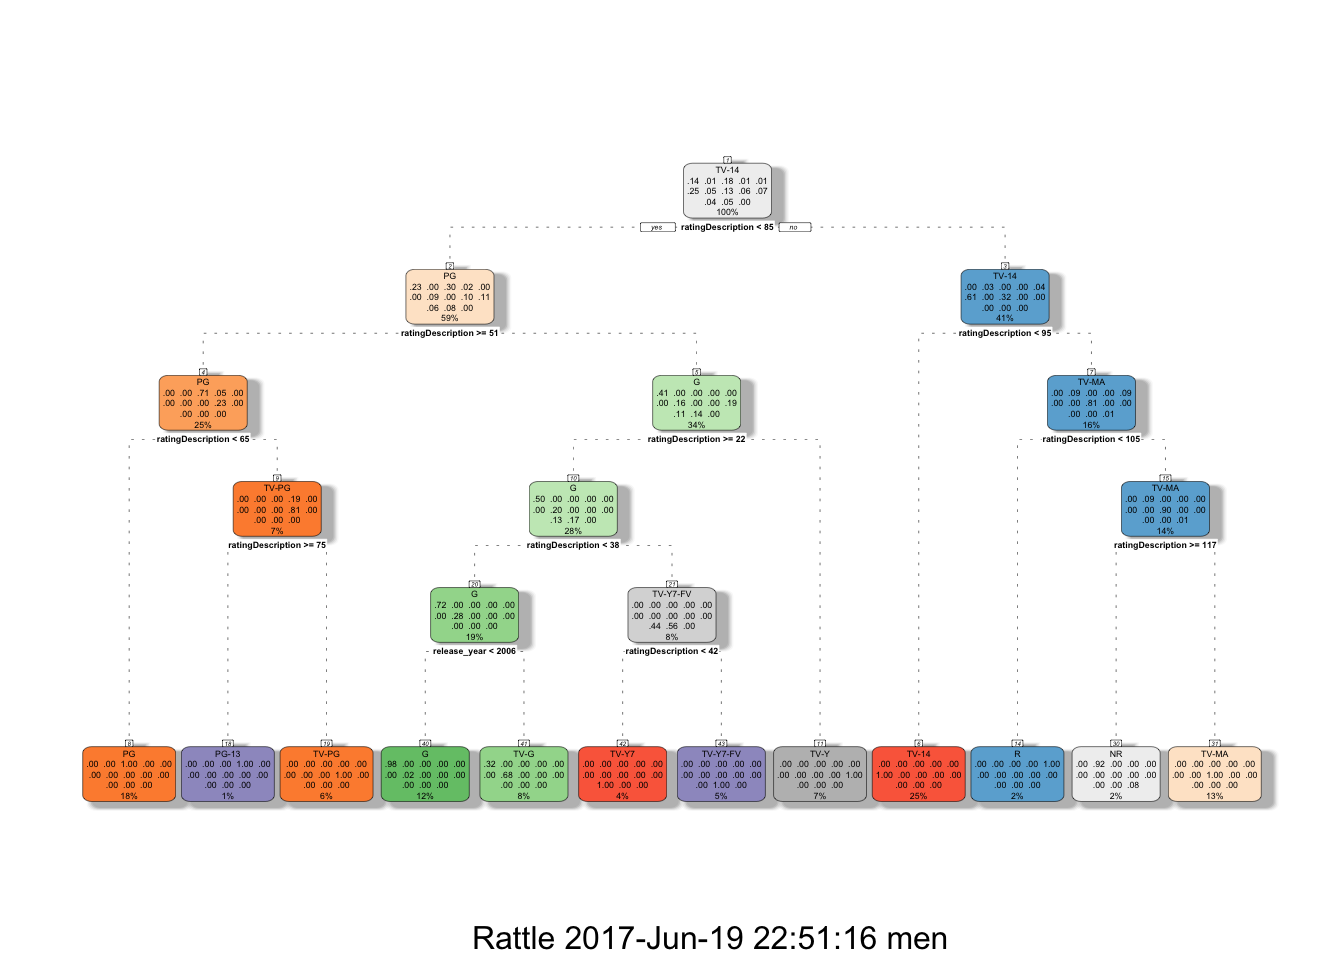 1
TV-14
.14 .01 .18 .01 .01
.25 .05 .13 .06 .07
.04 .05 .00
100%
yes ratingDescription < 85 no
2
PG
.23 .00 .30 .02 .00
.00 .09 .00 .10 .11
.06 .08 .00
59%
ratingDescription >= 51
3
TV-14
.00 .03 .00 .00 .04
.61 .00 .32 .00 .00
.00 .00 .00
41%
ratingDescription < 95
4
PG
.00 .00 .71 .05 .00
.00 .00 .00 .23 .00
.00 .00 .00
25%
ratingDescription < 65
5
G
.41 .00 .00 .00 .00
.00 .16 .00 .00 .19
.11 .14 .00
34%
ratingDescription >= 22
7
TV-MA
.00 .09 .00 .00 .09
.00 .00 .81 .00 .00
.00 .00 .01
16%
ratingDescription < 105
9
TV-PG
.00 .00 .00 .19 .00
.00 .00 .00 .81 .00
.00 .00 .00
7%
ratingDescription >= 75
10
G
.50 .00 .00 .00 .00
.00 .20 .00 .00 .00
.13 .17 .00
28%
ratingDescription < 38
15
TV-MA
.00 .09 .00 .00 .00
.00 .00 .90 .00 .00
.00 .00 .01
14%
ratingDescription >= 117
20
G
.72 .00 .00 .00 .00
.00 .28 .00 .00 .00
.00 .00 .00
19%
release_year < 2006
21
TV-Y7-FV
.00 .00 .00 .00 .00
.00 .00 .00 .00 .00
.44 .56 .00
8%
ratingDescription < 42
8
PG
.00 .00 1.00 .00 .00
.00 .00 .00 .00 .00
.00 .00 .00
18%
18
PG-13
.00 .00 .00 1.00 .00
.00 .00 .00 .00 .00
.00 .00 .00
1%
19
TV-PG
.00 .00 .00 .00 .00
.00 .00 .00 1.00 .00
.00 .00 .00
6%
40
G
.98 .00 .00 .00 .00
.00 .02 .00 .00 .00
.00 .00 .00
12%
41
TV-G
.32 .00 .00 .00 .00
.00 .68 .00 .00 .00
.00 .00 .00
8%
42
TV-Y7
.00 .00 .00 .00 .00
.00 .00 .00 .00 .00
1.00 .00 .00
4%
43
TV-Y7-FV
.00 .00 .00 .00 .00
.00 .00 .00 .00 .00
.00 1.00 .00
5%
11
TV-Y
.00 .00 .00 .00 .00
.00 .00 .00 .00 1.00
.00 .00 .00
7%
6
TV-14
.00 .00 .00 .00 .00
1.00 .00 .00 .00 .00
.00 .00 .00
25%
14
R
.00 .00 .00 .00 1.00
.00 .00 .00 .00 .00
.00 .00 .00
2%
30
NR
.00 .92 .00 .00 .00
.00 .00 .00 .00 .00
.00 .00 .08
2%
31
TV-MA
.00 .00 .00 .00 .00
.00 .00 1.00 .00 .00
.00 .00 .00
13%
Rattle 2017-Jun-19 22:51:16 men